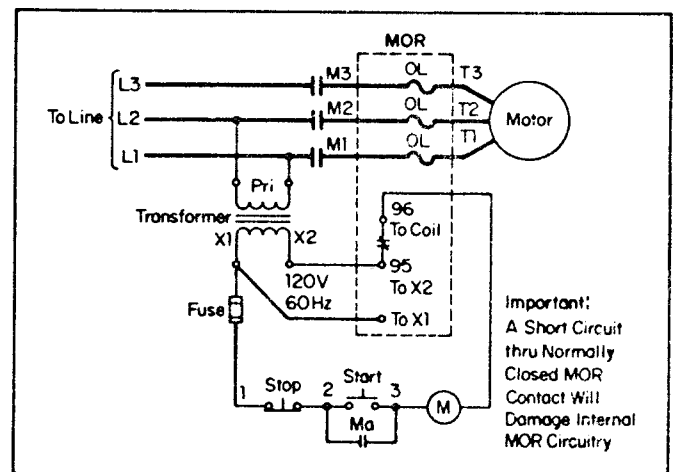 MOR
L3 M3 OL T3
To Line L2 M2 OL T2 Motor
L1 M1 OL T1
Pri
Transformer
X1 X2
96
To Coil
95
To X2
120V
60Hz
Fuse
To X1
1 Stop 2 Start 3 M
Ma
Important:
A Short Circuit
thru Normally
Closed MOR
Contact Will
Damage Internal
MOR Circuitry